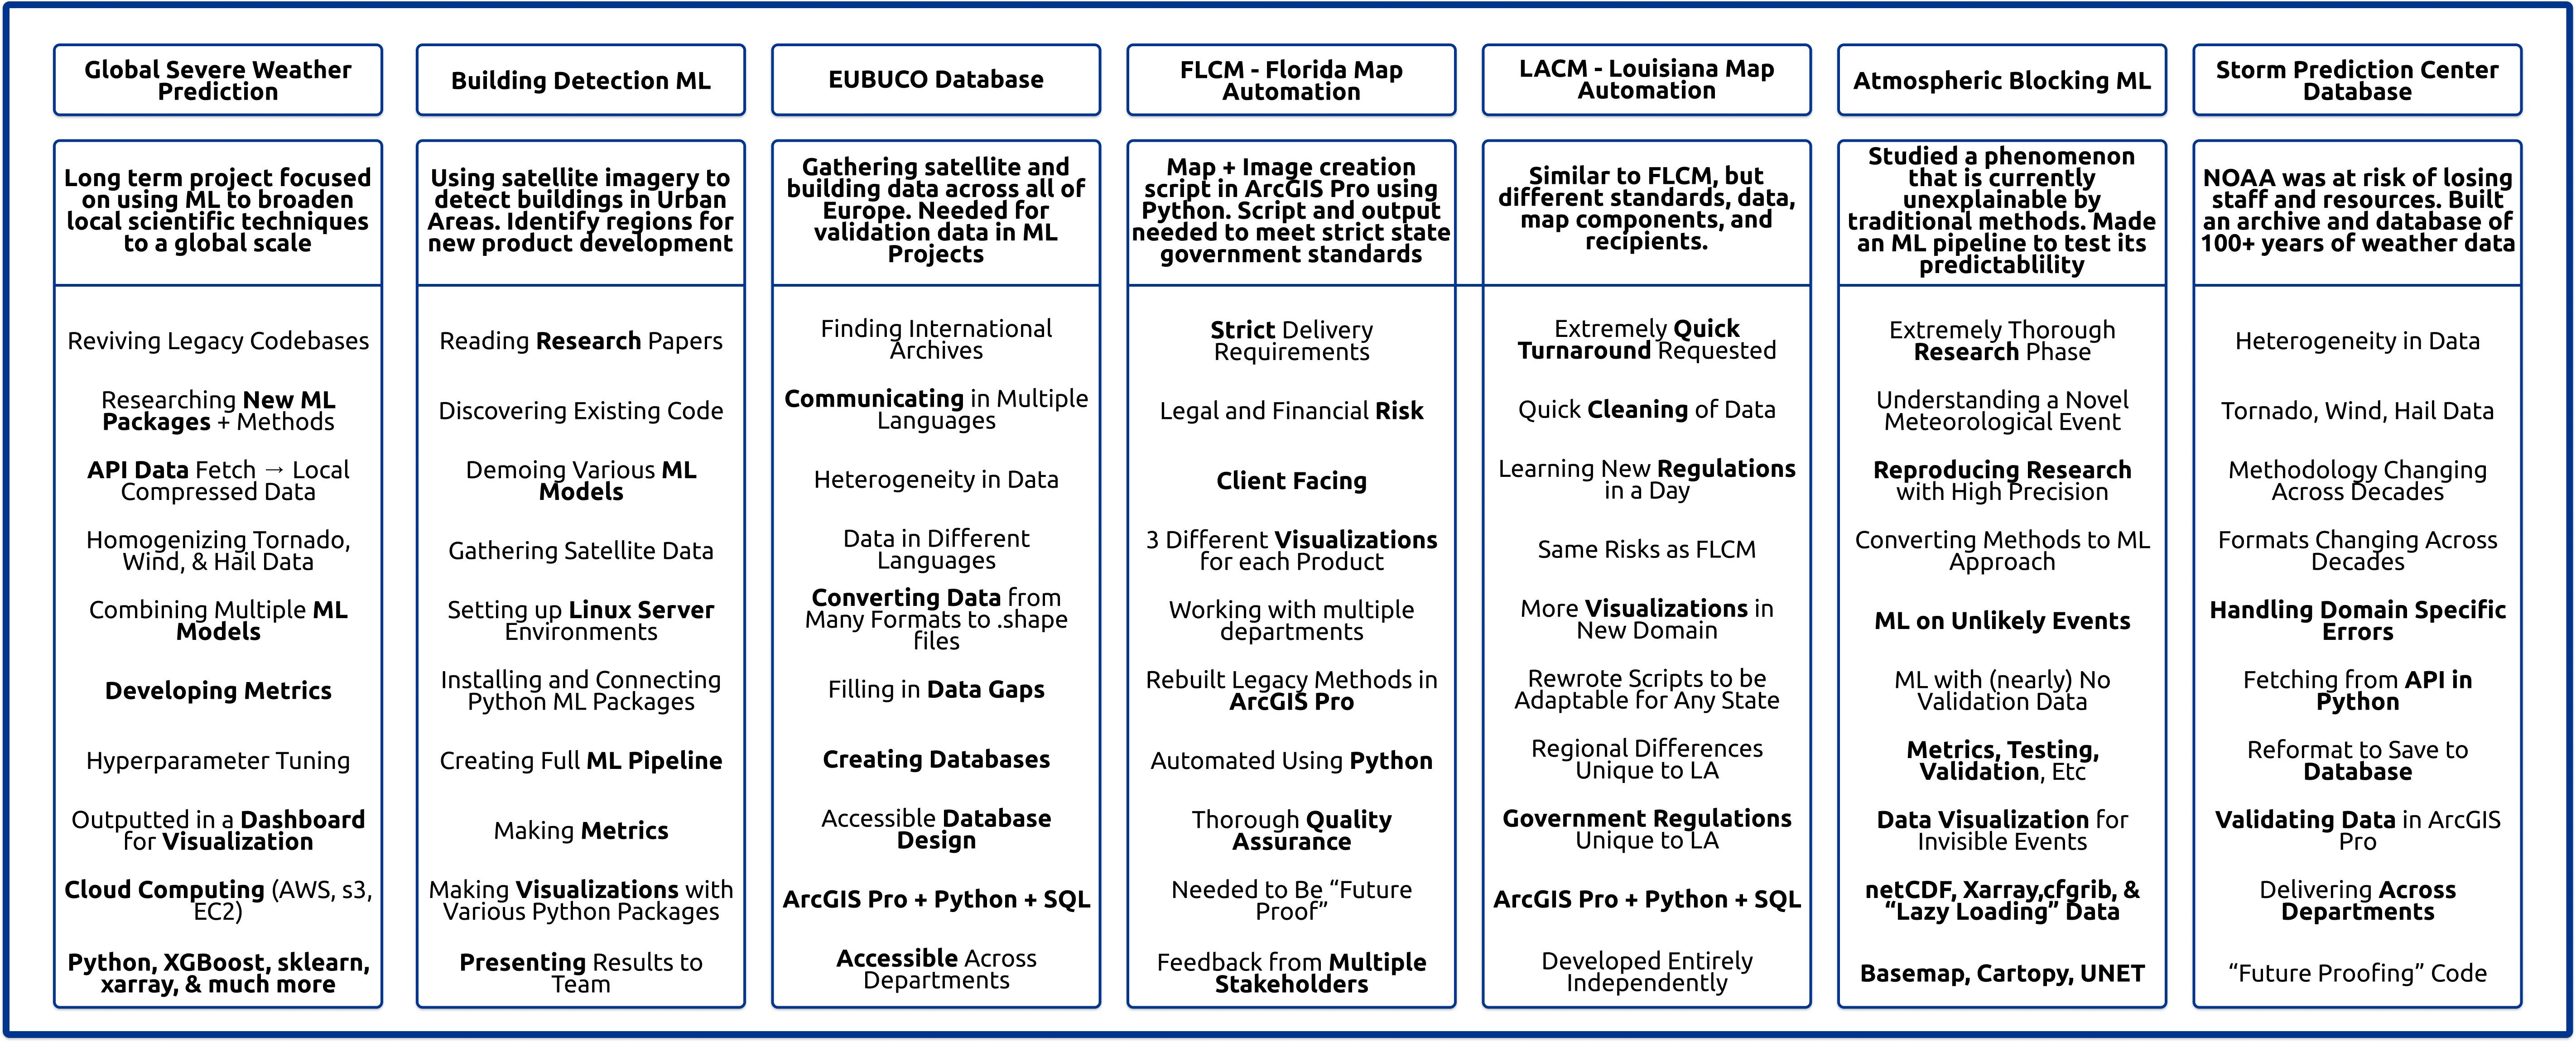 Global Severe Weather
Prediction
Long term project focused
on using ML to broaden
local scientific techniques
to a global scale
Reviving Legacy Codebases
Researching New ML
Packages + Methods
API Data Fetch → Local
Compressed Data
Homogenizing Tornado,
Wind, & Hail Data
Combining Multiple ML
Models
Developing Metrics
Hyperparameter Tuning
Outputted in a Dashboard
for Visualization
Cloud Computing (AWS, s3,
EC2)
Python, XGBoost, sklearn,
xarray, & much more
Building Detection ML
Using satellite imagery to
detect buildings in Urban
Areas. Identify regions for
new product development
Reading Research Papers
Discovering Existing Code
Demoing Various ML
Models
Gathering Satellite Data
Setting up Linux Server
Environments
Installing and Connecting
Python ML Packages
Creating Full ML Pipeline
Making Metrics
Making Visualizations with
Various Python Packages
Presenting Results to
Team
EUBUCO Database
Gathering satellite and
building data across all of
Europe. Needed for
validation data in ML
Projects
Finding International
Archives
Communicating in Multiple
Languages
Heterogeneity in Data
Data in Different
Languages
Converting Data from
Many Formats to .shape
files
Filling in Data Gaps
Creating Databases
Accessible Database
Design
ArcGIS Pro + Python + SQL
Accessible Across
Departments
FLCM - Florida Map
Automation
Map + Image creation
script in ArcGIS Pro using
Python. Script and output
needed to meet strict state
government standards
Strict Delivery
Requirements
Legal and Financial Risk
Client Facing
3 Different Visualizations
for each Product
Working with multiple
departments
Rebuilt Legacy Methods in
ArcGIS Pro
Automated Using Python
Thorough Quality
Assurance
Needed to Be “Future
Proof”
Feedback from Multiple
Stakeholders
LACM - Louisiana Map
Automation
Similar to FLCM, but
different standards, data,
map components, and
recipients.
Extremely Quick
Turnaround Requested
Quick Cleaning of Data
Learning New Regulations
in a Day
Same Risks as FLCM
More Visualizations in
New Domain
Rewrote Scripts to be
Adaptable for Any State
Regional Differences
Unique to LA
Government Regulations
Unique to LA
ArcGIS Pro + Python + SQL
Developed Entirely
Independently
Atmospheric Blocking ML
Studied a phenomenon
that is currently
unexplainable by
traditional methods. Made
an ML pipeline to test its
predictablility
Extremely Thorough
Research Phase
Understanding a Novel
Meteorological Event
Reproducing Research
with High Precision
Converting Methods to ML
Approach
ML on Unlikely Events
ML with (nearly) No
Validation Data
Metrics, Testing,
Validation, Etc
Data Visualization for
Invisible Events
netCDF, Xarray,cfgrib, &
“Lazy Loading” Data
Basemap, Cartopy, UNET
Storm Prediction Center
Database
NOAA was at risk of losing
staff and resources. Built
an archive and database of
100+ years of weather data
Heterogeneity in Data
Tornado, Wind, Hail Data
Methodology Changing
Across Decades
Formats Changing Across
Decades
Handling Domain Specific
Errors
Fetching from API in
Python
Reformat to Save to
Database
Validating Data in ArcGIS
Pro
Delivering Across
Departments
“Future Proofing” Code